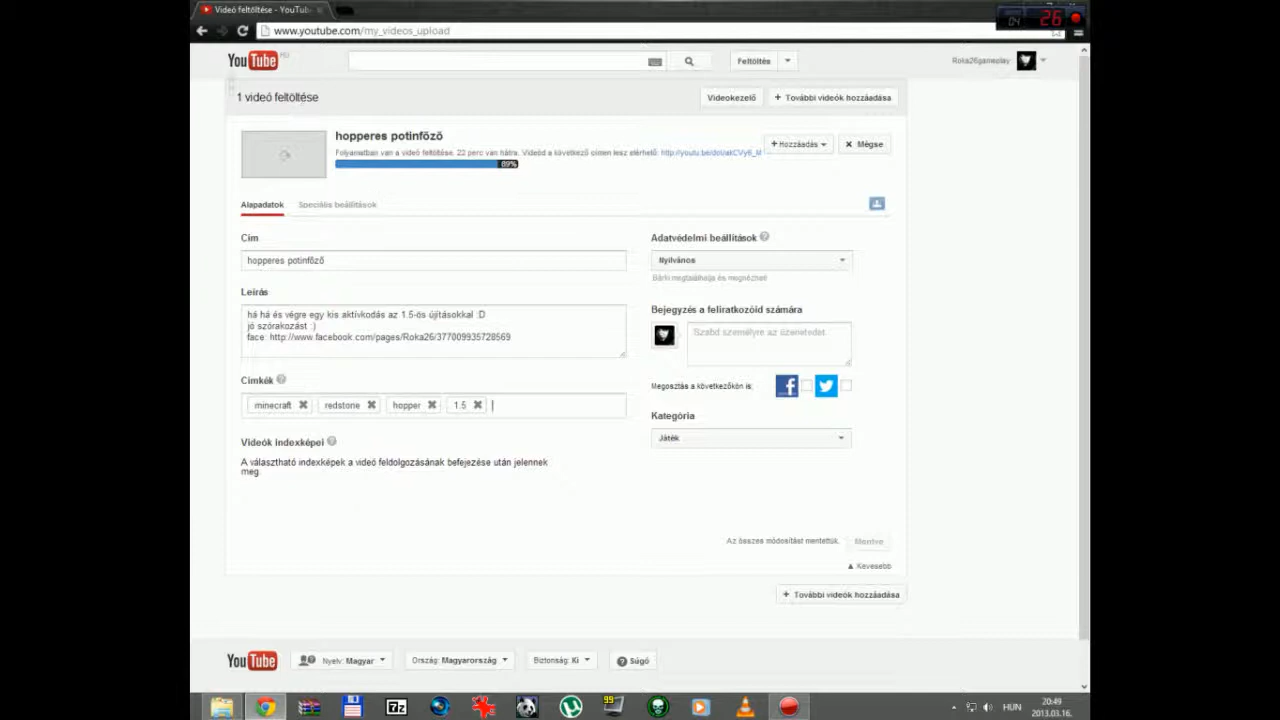 Videó feltöltése - YouTub
04 26
www.youtube.com/my_videos_upload
YouTube HU
Feltöltés
Roka26gameplay
1 videó feltöltése
Videokezelő
+ További videók hozzáadása
hopperes potinfőző
Folyamatban van a videó feltöltése. 22 perc van hátra. Videód a következő címen lesz elérhető:
+ Hozzáadás
× Mégse
89%
Alapadatok
Speciális beállítások
Cím
Adatvédelmi beállítások
hopperes potinfőző
Nyilvános
Bárki megtalálhatja és megnézheti
Leírás
há há és végre egy kis aktívkodás az 1.5-ös újításokkal :D
jó szórakozást :)
face: http://www.facebook.com/pages/Roka26/377009935728569
Bejegyzés a feliratkozóid számára
Szabd személyre az üzenetedet.
Címkék
Megosztás a következőkön is:
minecraft
redstone
hopper
1.5
Kategória
Játék
Videók indexképei
A választható indexképek a videó feldolgozásának befejezése után jelennek
meg.
Az összes módosítást mentettük.
Mentve
Kevesebb
+ További videók hozzáadása
YouTube
Nyelv: Magyar
Ország: Magyarország
Biztonság: Ki
Súgó
7z
99
HUN
20:49
2013.03.16.